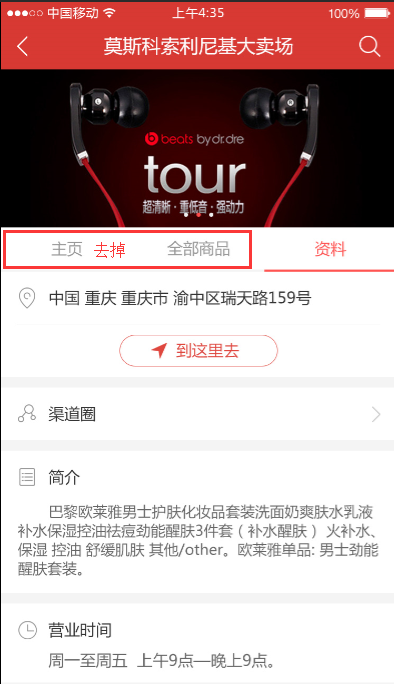 中国移动 上午4:35 100%
莫斯科索利尼基大卖场
beats by dr.dre
tour
超清晰·重低音·强动力
主页 去掉 全部商品 资料
中国 重庆 重庆市 渝中区瑞天路159号
到这里去
渠道圈
简介
巴黎欧莱雅男士护肤化妆品套装洗面奶爽肤水乳液
补水保湿控油祛痘劲能醒肤3件套（补水醒肤 ）火补水、
保湿 控油 舒缓肌肤 其他/other。欧莱雅单品: 男士劲能
醒肤套装。
营业时间
周一至周五 上午9点—晚上9点。